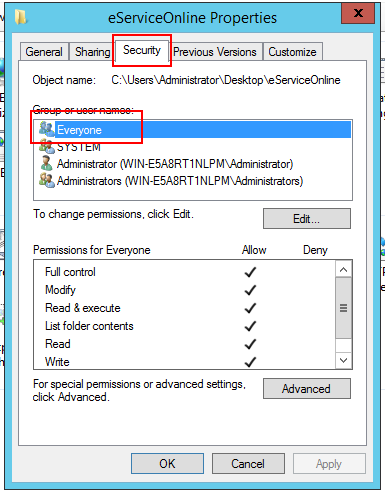 eServiceOnline Properties
General Sharing Security Previous Versions Customize
Object name: C:\Users\Administrator\Desktop\eServiceOnline
Group or user names:
Everyone
SYSTEM
Administrator (WIN-E5A8RT1NLPM\Administrator)
Administrators (WIN-E5A8RT1NLPM\Administrators)
To change permissions, click Edit.
Edit...
Permissions for Everyone Allow Deny
Full control
Modify
Read & execute
List folder contents
Read
Write
For special permissions or advanced settings,
click Advanced.
Advanced
OK Cancel Apply